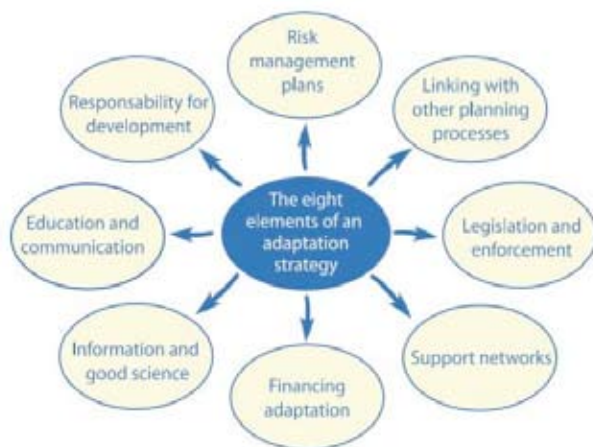 Risk
management
plans
Linking with
other planning
processes
Legislation and
enforcement
Support networks
Financing
adaptation
Information and
good science
Education and
communication
Responsability for
development
The eight
elements of an
adaptation
strategy